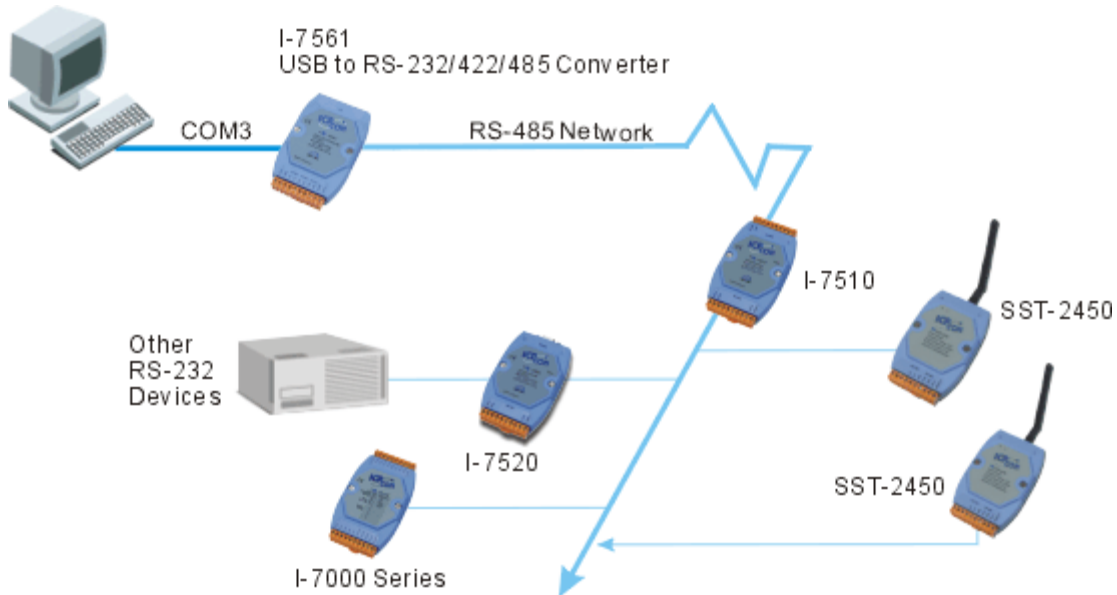 I-7561
USB to RS-232/422/485 Converter
COM3
RS-485 Network
I-7510
SST-2450
Other
RS-232
Devices
I-7520
SST-2450
I-7000 Series